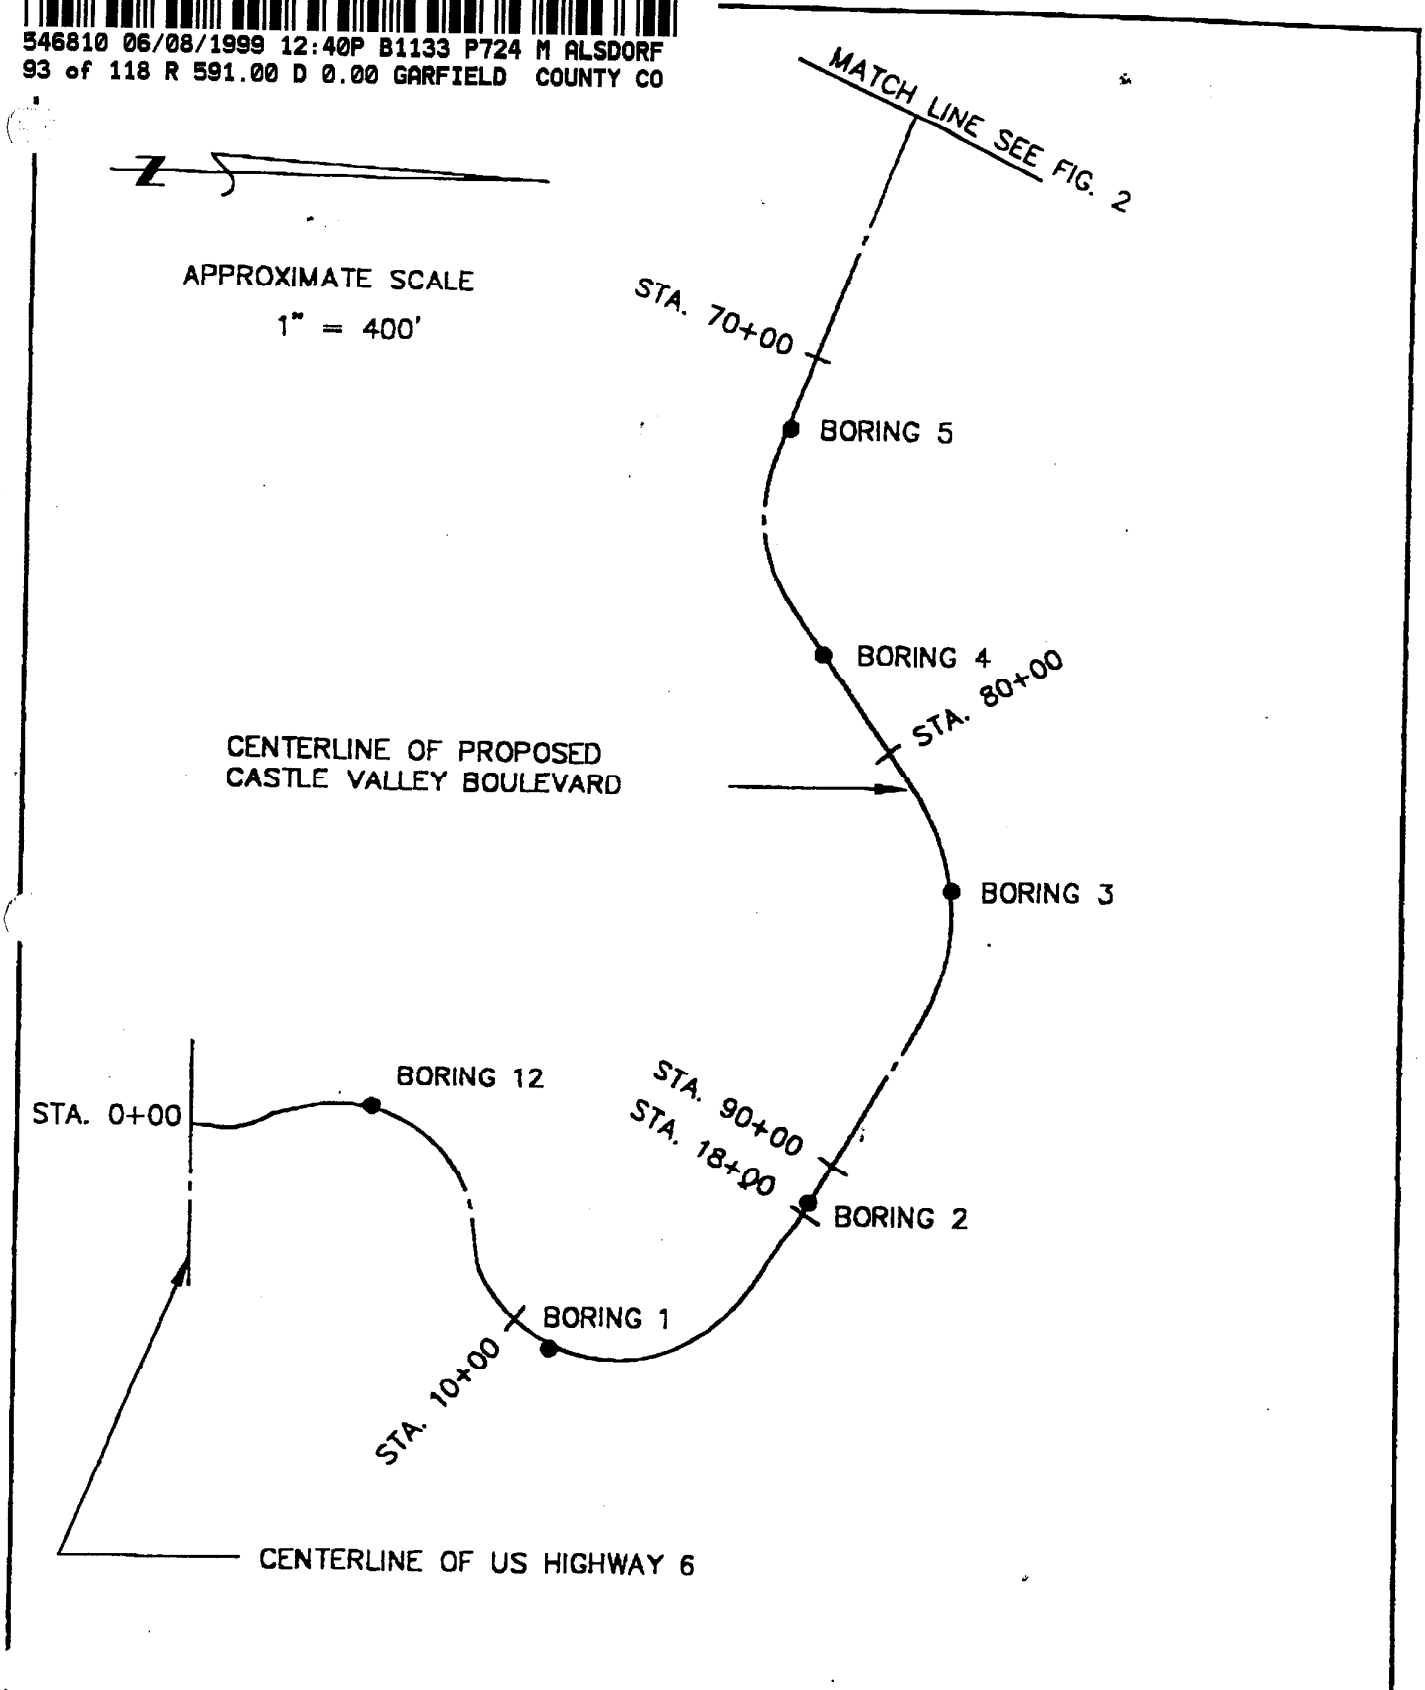 546810 06/08/1999 12:40P B1133 P724 M ALSDORF
93 of 118 R 591.00 D 0.00 GARFIELD COUNTY CO
MATCH LINE SEE FIG. 2
Z
APPROXIMATE SCALE
1" = 400'
STA. 70+00
BORING 5
BORING 4
STA. 80+00
CENTERLINE OF PROPOSED
CASTLE VALLEY BOULEVARD
BORING 3
BORING 12
STA. 0+00
STA. 90+00
STA. 18+00
BORING 2
BORING 1
STA. 10+00
CENTERLINE OF US HIGHWAY 6